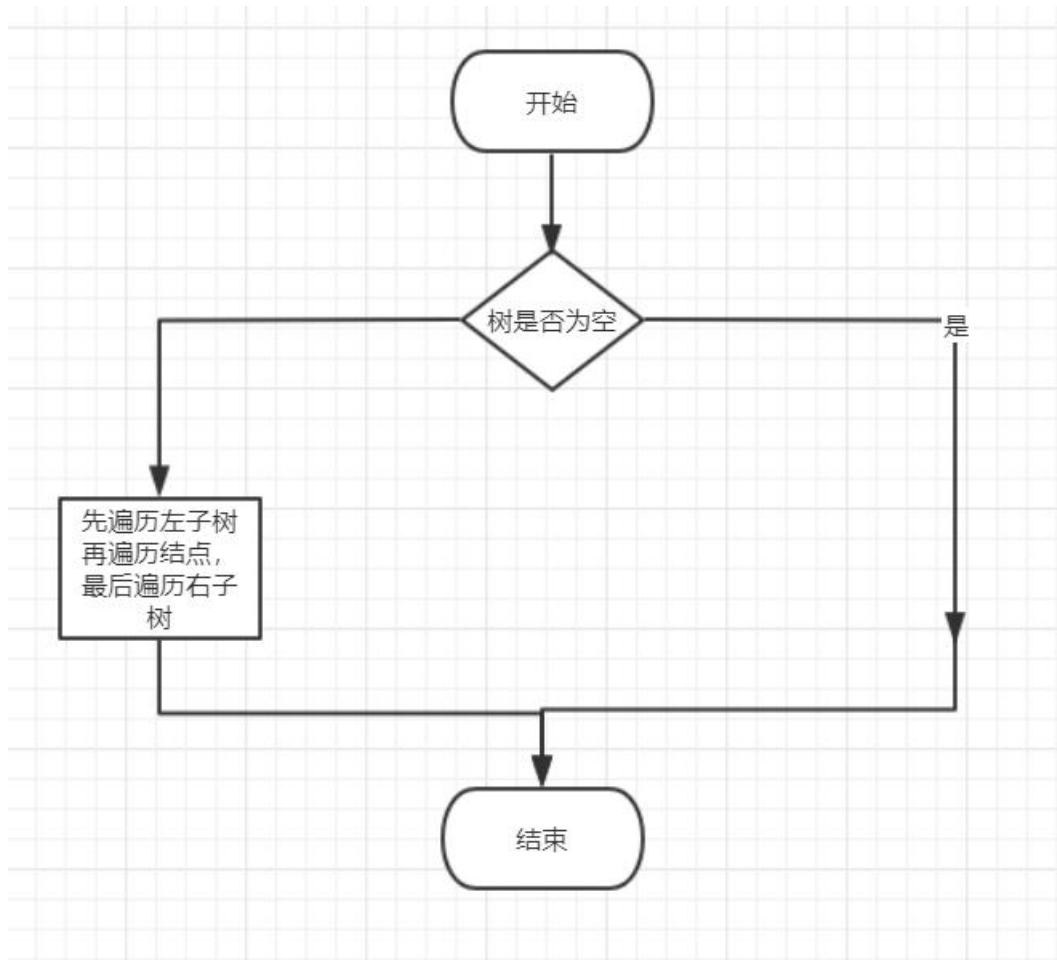 开始
树是否为空
是
先遍历左子树
再遍历结点，
最后遍历右子
树
结束